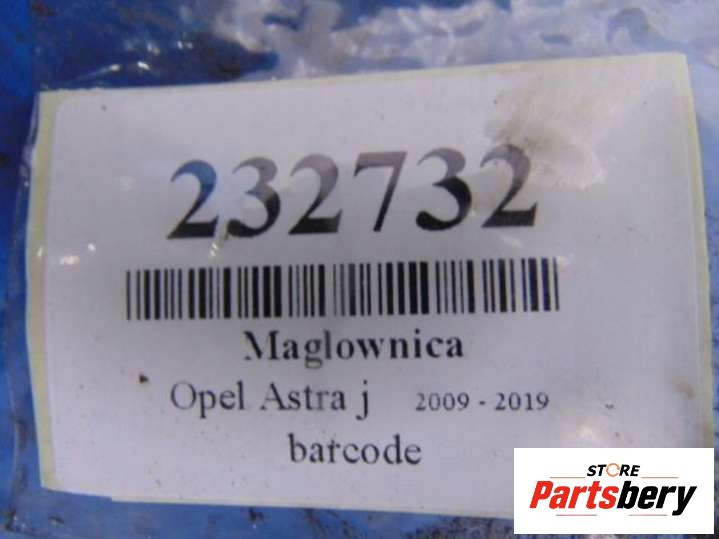 232732
Maglownica
Opel Astra j 2009 - 2019
barcode
STORE
Partsbery